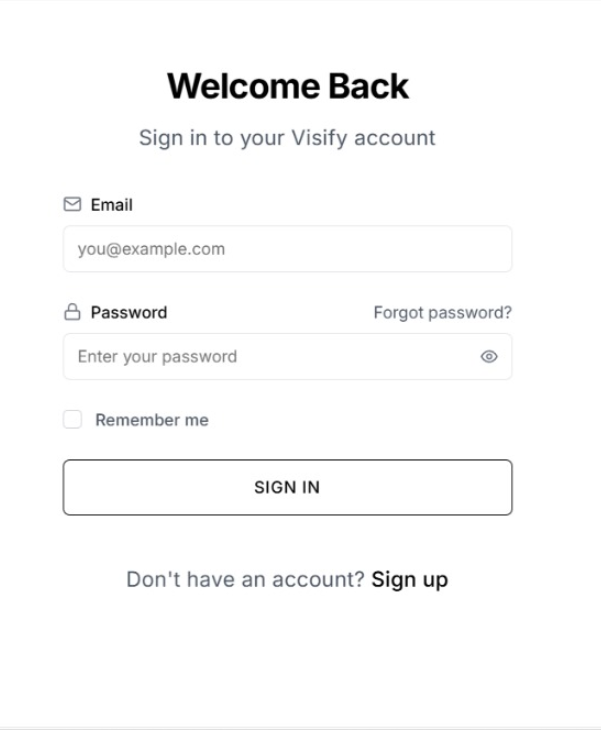 Welcome Back
Sign in to your Visify account
Email
you@example.com
Password Forgot password?
Enter your password
Remember me
SIGN IN
Don't have an account? Sign up